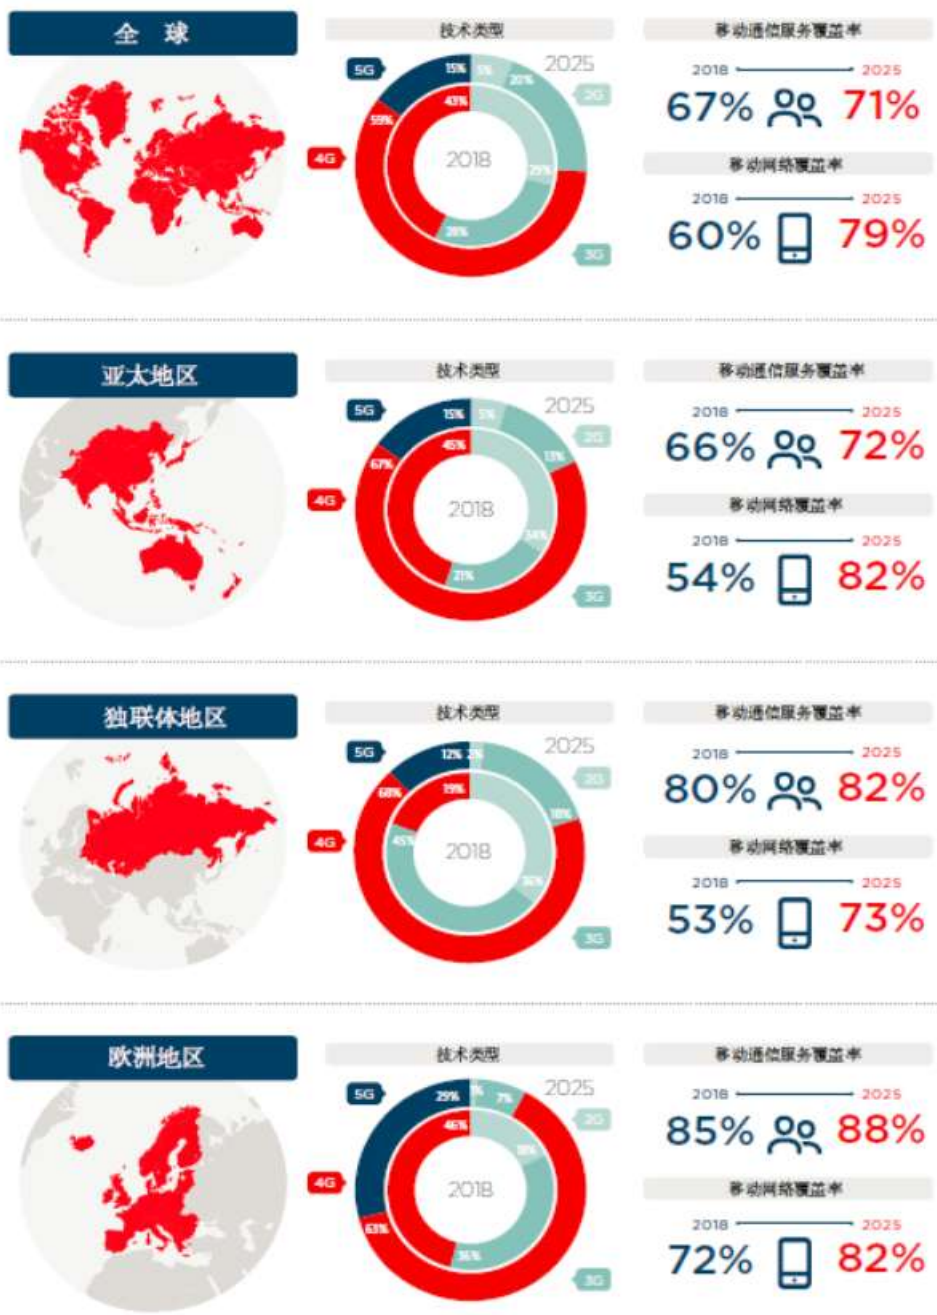 全 球
技术类型
2025
5G
15%
5%
20%
2G
43%
59%
4G
2018
29%
28%
3G
移动通信服务覆盖率
2018 2025
67% 71%
移动网络覆盖率
2018 2025
60% 79%
亚太地区
技术类型
2025
5G
15%
5%
2G
45%
13%
67%
4G
2018
34%
21%
3G
移动通信服务覆盖率
2018 2025
66% 72%
移动网络覆盖率
2018 2025
54% 82%
独联体地区
技术类型
2025
5G
12%
2%
2G
19%
68%
18%
4G
45%
2018
36%
3G
移动通信服务覆盖率
2018 2025
80% 82%
移动网络覆盖率
2018 2025
53% 73%
欧洲地区
技术类型
2025
5G
29%
7%
2G
46%
18%
4G
2018
63%
36%
3G
移动通信服务覆盖率
2018 2025
85% 88%
移动网络覆盖率
2018 2025
72% 82%